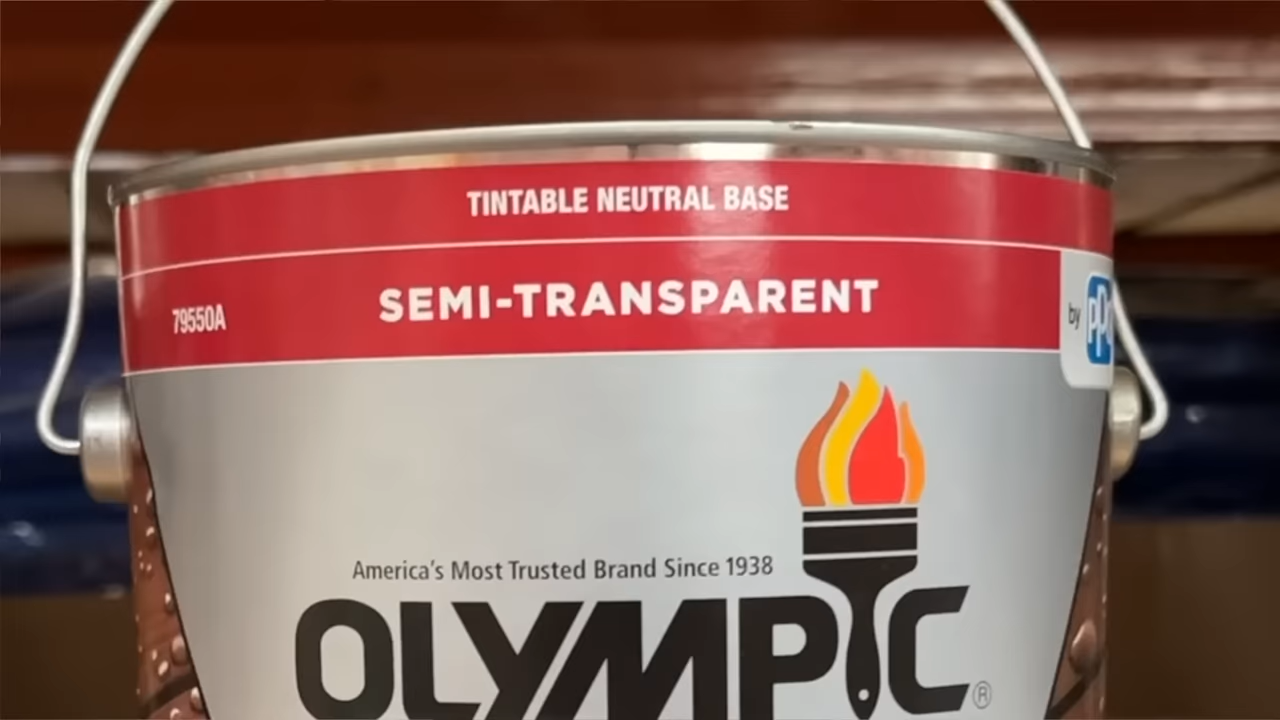 TINTABLE NEUTRAL BASE
SEMI-TRANSPARENT
79550A
by PPG
America's Most Trusted Brand Since 1938
OLYMPIC®